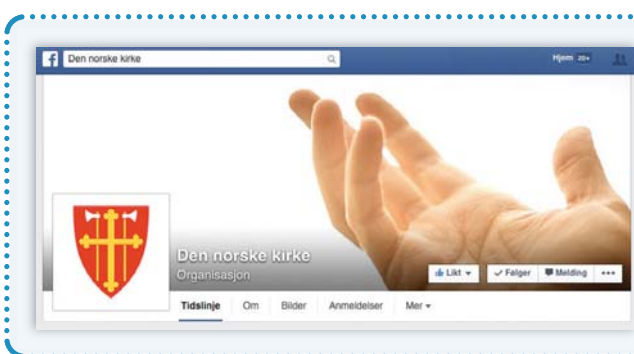 Den norske kirke
Hjem 20+
Den norske kirke
Organisasjon
Likt
Følger
Melding
Tidslinje Om Bilder Anmeldelser Mer